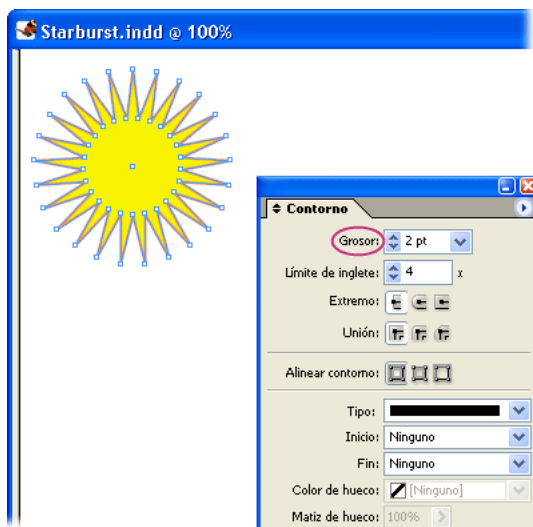 Starburst.indd @ 100%
Contorno
Grosor: 2 pt
Límite de inglete: 4 x
Extremo:
Unión:
Alinear contorno:
Tipo:
Inicio: Ninguno
Fin: Ninguno
Color de hueco: [Ninguno]
Matiz de hueco: 100%